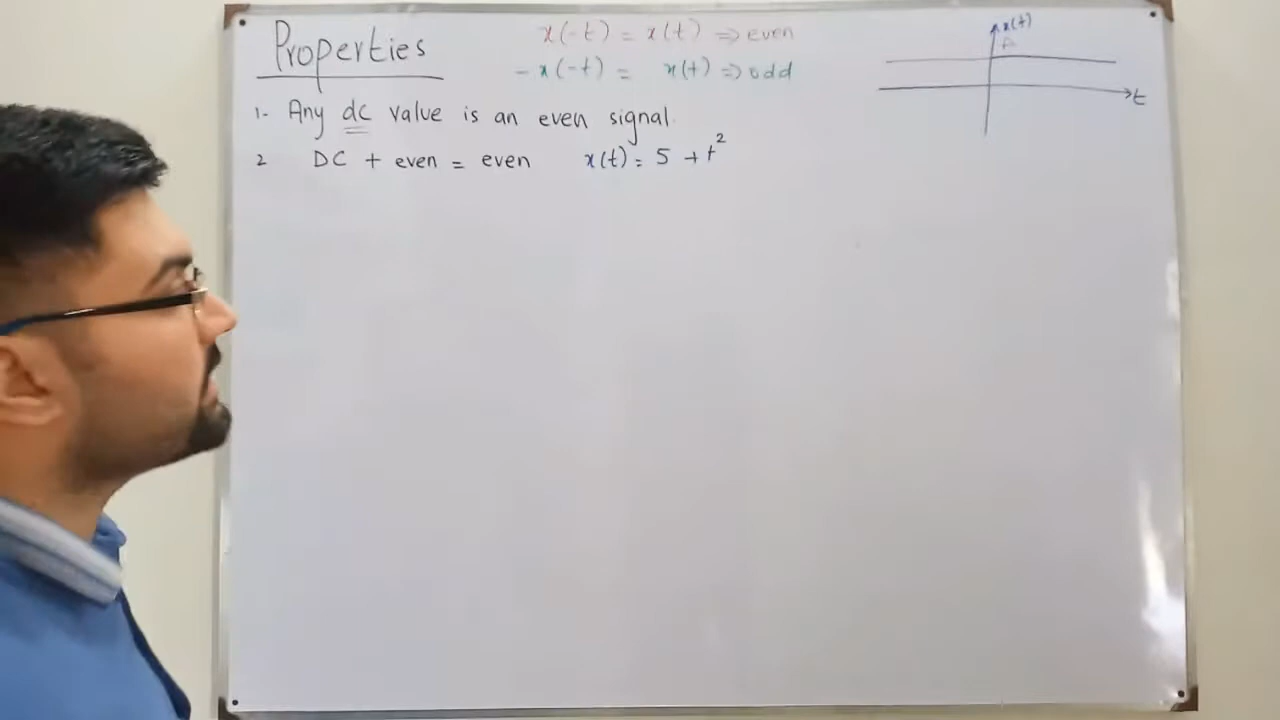 Properties
x(-t) = x(t) ⇒ even
- x(-t) = x(t) ⇒ odd
1- Any dc value is an even signal.
2 DC + even = even x(t) = 5 + t²
x(t)
t